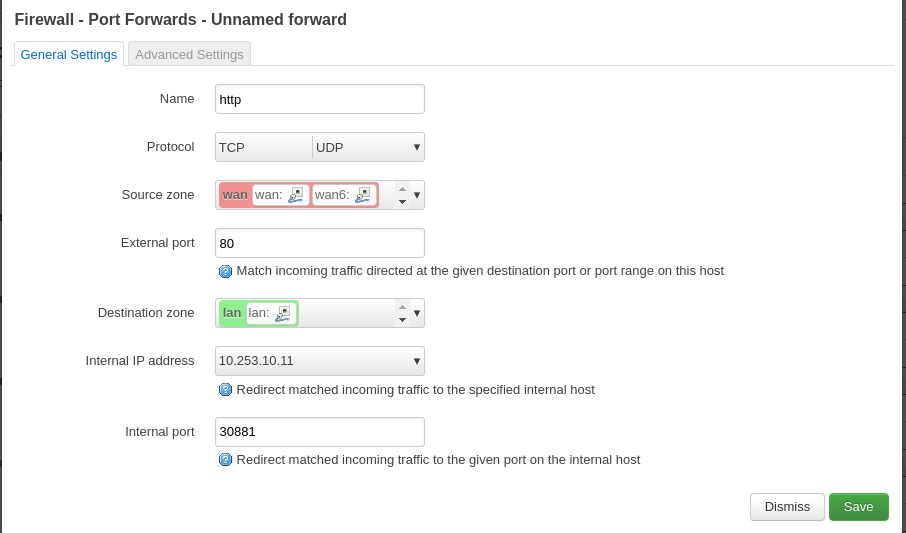 Firewall - Port Forwards - Unnamed forward
General Settings Advanced Settings
Name http
Protocol TCP UDP
Source zone wan wan: wan6:
External port 80
Match incoming traffic directed at the given destination port or port range on this host
Destination zone lan lan:
Internal IP address 10.253.10.11
Redirect matched incoming traffic to the specified internal host
Internal port 30881
Redirect matched incoming traffic to the given port on the internal host
Dismiss Save